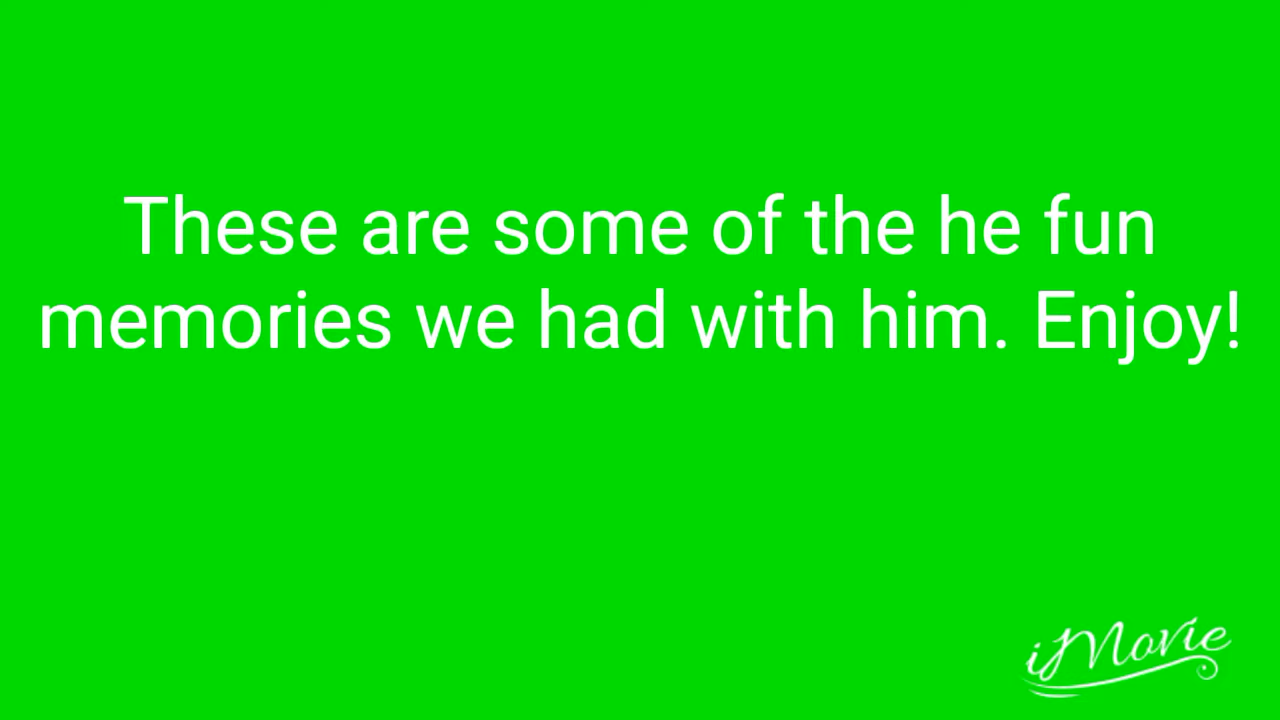 These are some of the he fun
memories we had with him. Enjoy!
iMovie